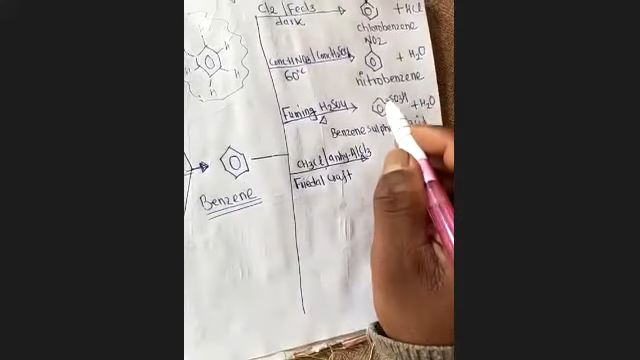 Cl2 | FeCl3
dark
+ HCl
chlorobenzene
NO2
Conc HNO3 | Conc H2SO4
60°C
+ H2O
nitrobenzene
Fuming H2SO4
Δ
SO3H
+ H2O
Benzene sulph
CH3Cl | anhy. AlCl3
Friedal craft
Benzene
H
H
H